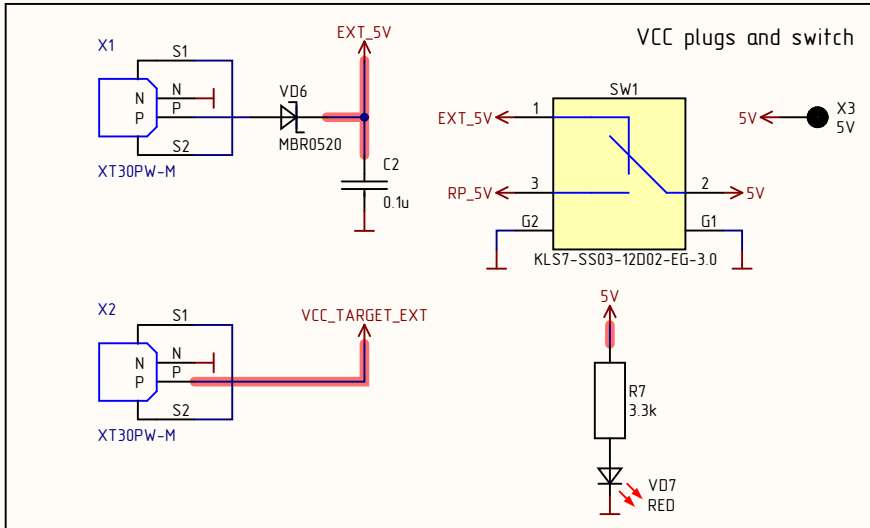 VCC plugs and switch
X1
S1
N
N
P
P
S2
XT30PW-M
VD6
MBR0520
EXT_5V
C2
0.1u
SW1
EXT_5V
1
RP_5V
3
2
5V
G2
G1
KLS7-SS03-12D02-EG-3.0
5V
X3
5V
X2
S1
N
N
P
P
S2
XT30PW-M
VCC_TARGET_EXT
5V
R7
3.3k
VD7
RED